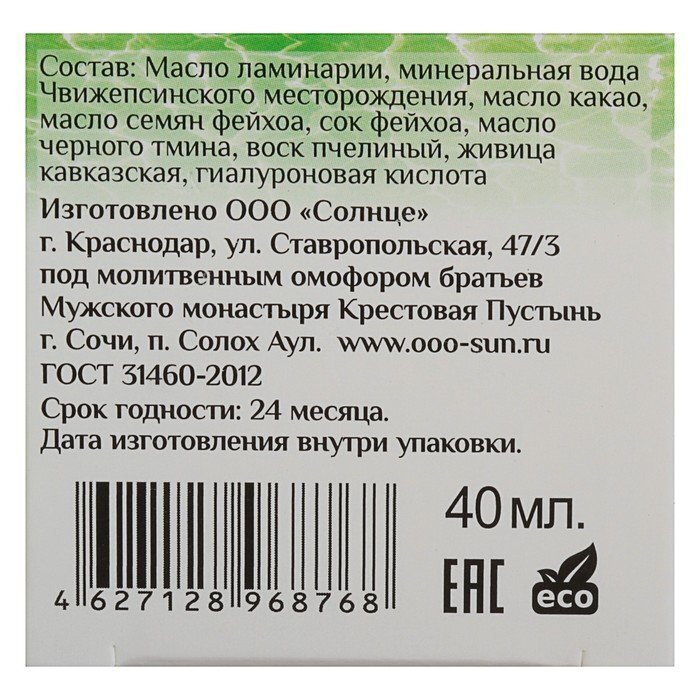 Состав: Масло ламинарии, минеральная вода
Чвижепсинского месторождения, масло какао,
масло семян фейхоа, сок фейхоа, масло
черного тмина, воск пчелиный, живица
кавказская, гиалуроновая кислота
Изготовлено ООО «Солнце»
г. Краснодар, ул. Ставропольская, 47/3
под молитвенным омофором братьев
Мужского монастыря Крестовая Пустынь
г. Сочи, п. Солох Аул. www.ooo-sun.ru
ГОСТ 31460-2012
Срок годности: 24 месяца.
Дата изготовления внутри упаковки.
40 мл.
EAC
eco
4 627128 968768